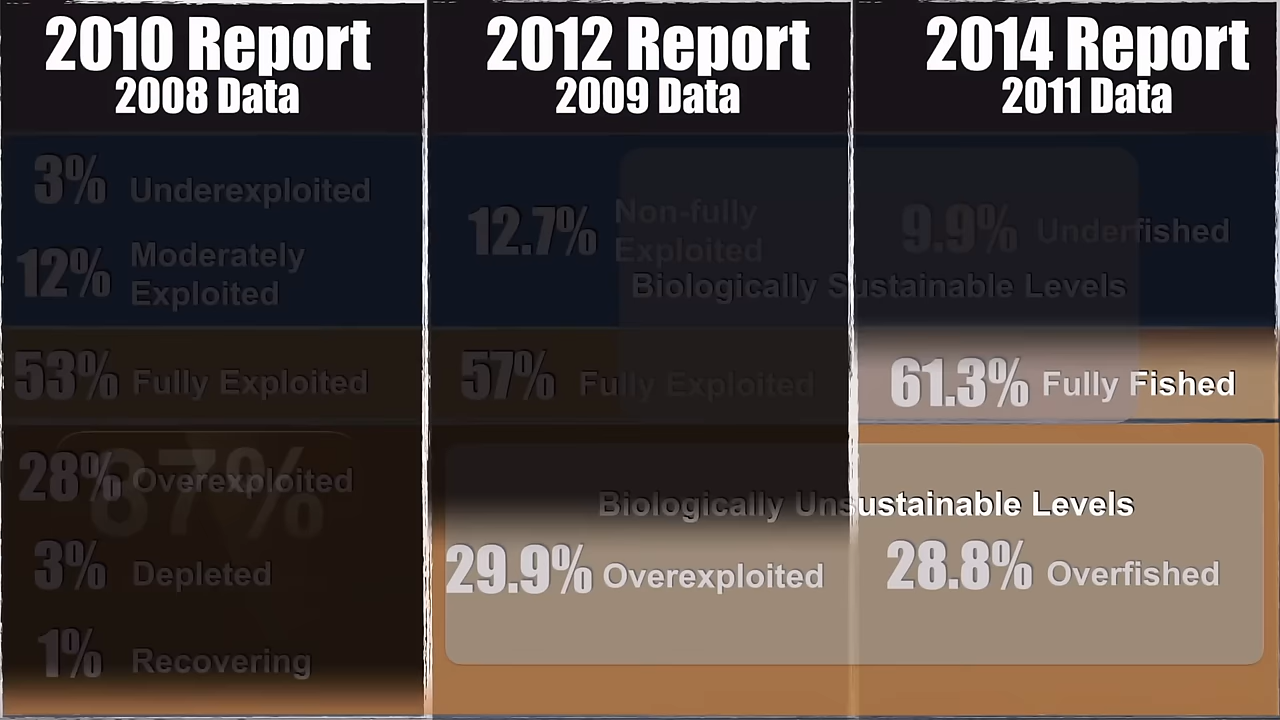 2010 Report
2008 Data
3% Underexploited
12% Moderately
Exploited
53% Fully Exploited
28% Overexploited
87%
3% Depleted
1% Recovering
2012 Report
2009 Data
12.7% Non-fully
Exploited
57% Fully Exploited
29.9% Overexploited
2014 Report
2011 Data
9.9% Underfished
Biologically Sustainable Levels
61.3% Fully Fished
Biologically Unsustainable Levels
28.8% Overfished